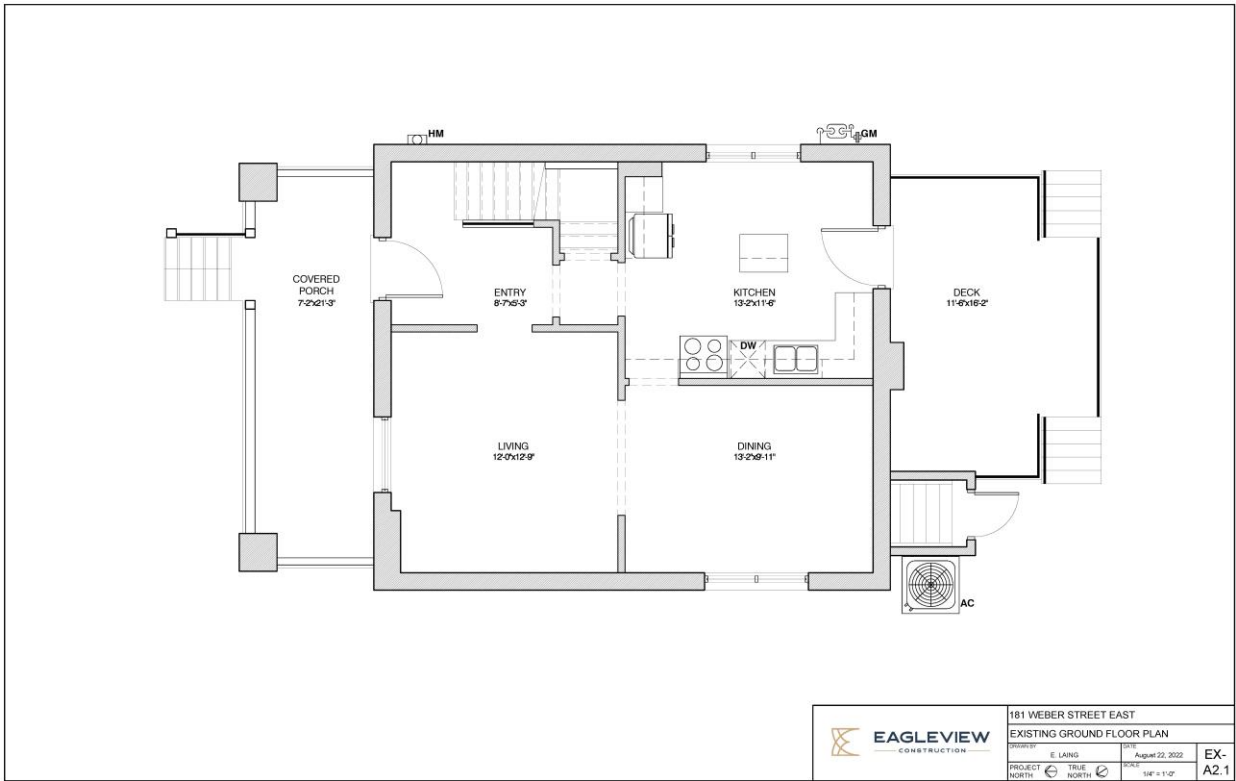 HM
GM
COVERED
PORCH
7'-2"x21'-3"
ENTRY
8'-7"x5'-3"
KITCHEN
13'-2"x11'-6"
DECK
11'-6"x16'-2"
DW
LIVING
12'-0"x12'-9"
DINING
13'-2"x9'-11"
AC
EAGLEVIEW
CONSTRUCTION
181 WEBER STREET EAST
EXISTING GROUND FLOOR PLAN
DRAWN BY
E. LAING
DATE
August 22, 2022
PROJECT
NORTH
TRUE
NORTH
SCALE
1/4" = 1'-0"
EX-
A2.1